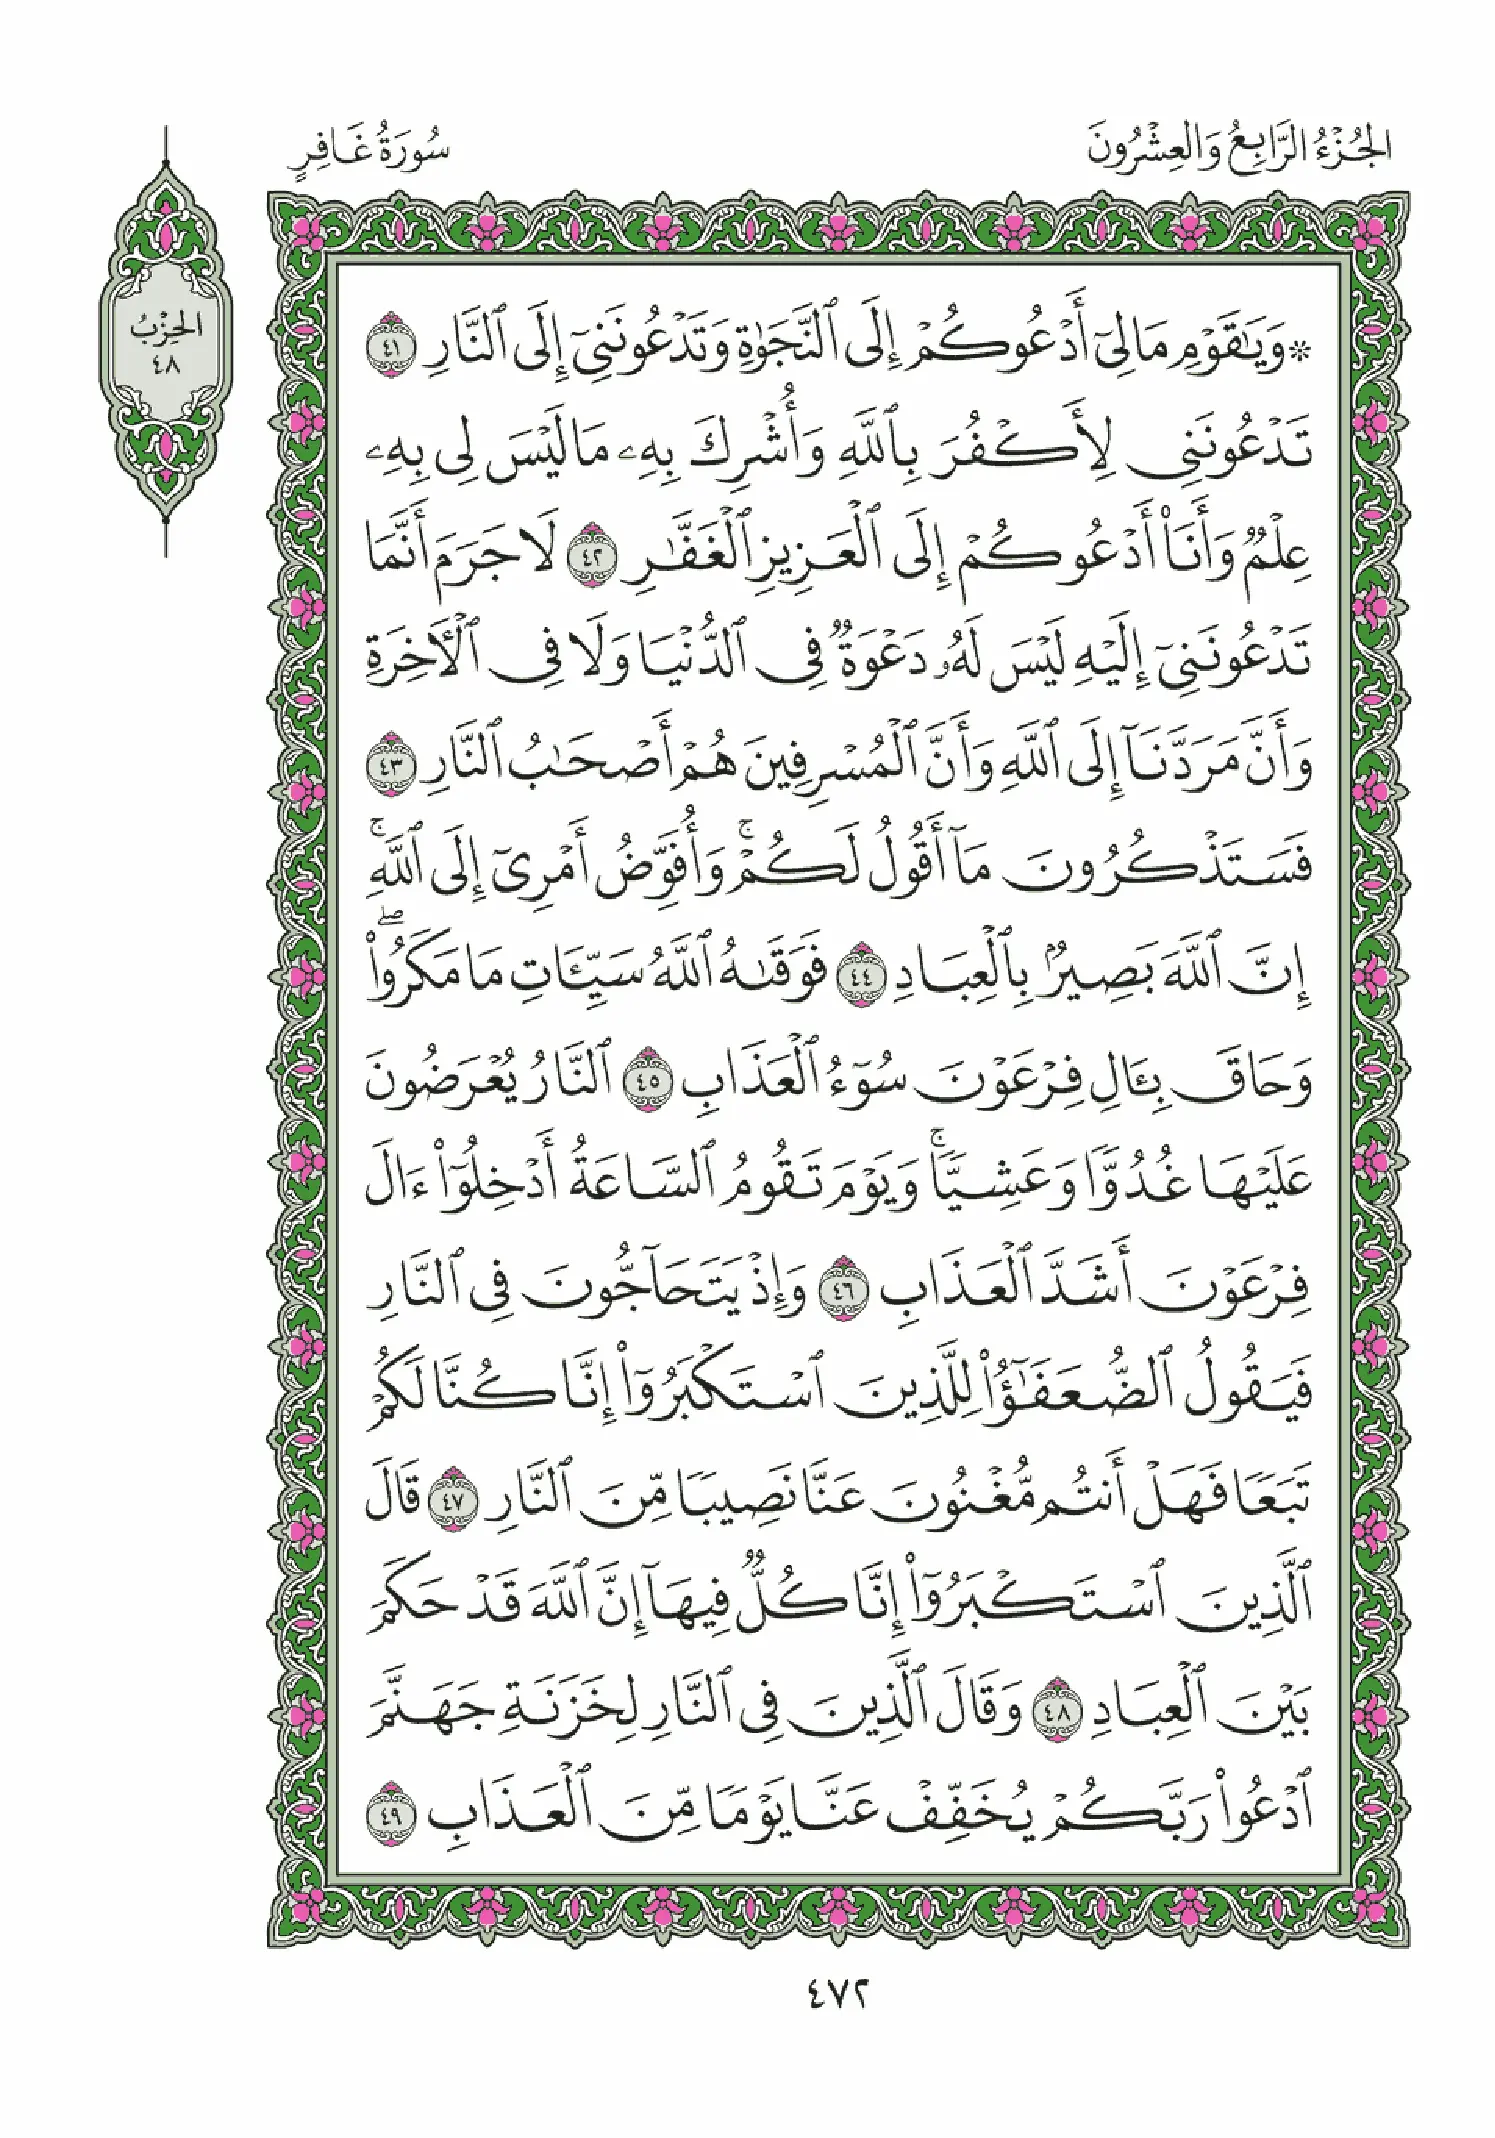 الجُزْءُ الرَّابِعُ وَالعِشْرُونَ
سُورَةُ غَافِرٍ
الحِزْبُ
٤٨
۞ وَيَٰقَوْمِ مَالِىٓ أَدْعُوكُمْ إِلَى ٱلنَّجَوٰةِ وَتَدْعُونَنِىٓ إِلَى ٱلنَّارِ ٤١
تَدْعُونَنِى لِأَكْفُرَ بِٱللَّهِ وَأُشْرِكَ بِهِۦ مَالَيْسَ لِى بِهِۦ
عِلْمٌ وَأَنَا۠ أَدْعُوكُمْ إِلَى ٱلْعَزِيزِ ٱلْغَفَّٰرِ ٤٢ لَا جَرَمَ أَنَّمَا
تَدْعُونَنِىٓ إِلَيْهِ لَيْسَ لَهُۥ دَعْوَةٌ فِى ٱلدُّنْيَا وَلَا فِى ٱلْـَٔاخِرَةِ
وَأَنَّ مَرَدَّنَآ إِلَى ٱللَّهِ وَأَنَّ ٱلْمُسْرِفِينَ هُمْ أَصْحَٰبُ ٱلنَّارِ ٤٣
فَسَتَذْكُرُونَ مَآ أَقُولُ لَكُمْۚ وَأُفَوِّضُ أَمْرِىٓ إِلَى ٱللَّهِۚ
إِنَّ ٱللَّهَ بَصِيرٌۢ بِٱلْعِبَادِ ٤٤ فَوَقَىٰهُ ٱللَّهُ سَيِّـَٔاتِ مَا مَكَرُوا۟ۖ
وَحَاقَ بِـَٔالِ فِرْعَوْنَ سُوٓءُ ٱلْعَذَابِ ٤٥ ٱلنَّارُ يُعْرَضُونَ
عَلَيْهَا غُدُوًّا وَعَشِيًّاۚ وَيَوْمَ تَقُومُ ٱلسَّاعَةُ أَدْخِلُوٓا۟ ءَالَ
فِرْعَوْنَ أَشَدَّ ٱلْعَذَابِ ٤٦ وَإِذْ يَتَحَآجُّونَ فِى ٱلنَّارِ
فَيَقُولُ ٱلضُّعَفَٰٓؤُا۟ لِلَّذِينَ ٱسْتَكْبَرُوٓا۟ إِنَّا كُنَّا لَكُمْ
تَبَعًا فَهَلْ أَنتُم مُّغْنُونَ عَنَّا نَصِيبًا مِّنَ ٱلنَّارِ ٤٧ قَالَ
ٱلَّذِينَ ٱسْتَكْبَرُوٓا۟ إِنَّا كُلٌّ فِيهَآ إِنَّ ٱللَّهَ قَدْ حَكَمَ
بَيْنَ ٱلْعِبَادِ ٤٨ وَقَالَ ٱلَّذِينَ فِى ٱلنَّارِ لِخَزَنَةِ جَهَنَّمَ
ٱدْعُوا۟ رَبَّكُمْ يُخَفِّفْ عَنَّا يَوْمًا مِّنَ ٱلْعَذَابِ ٤٩
٤٧٢